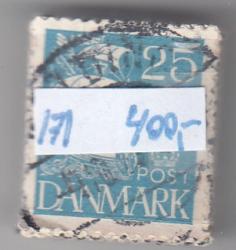 25
171 400,-
POST
DANMARK